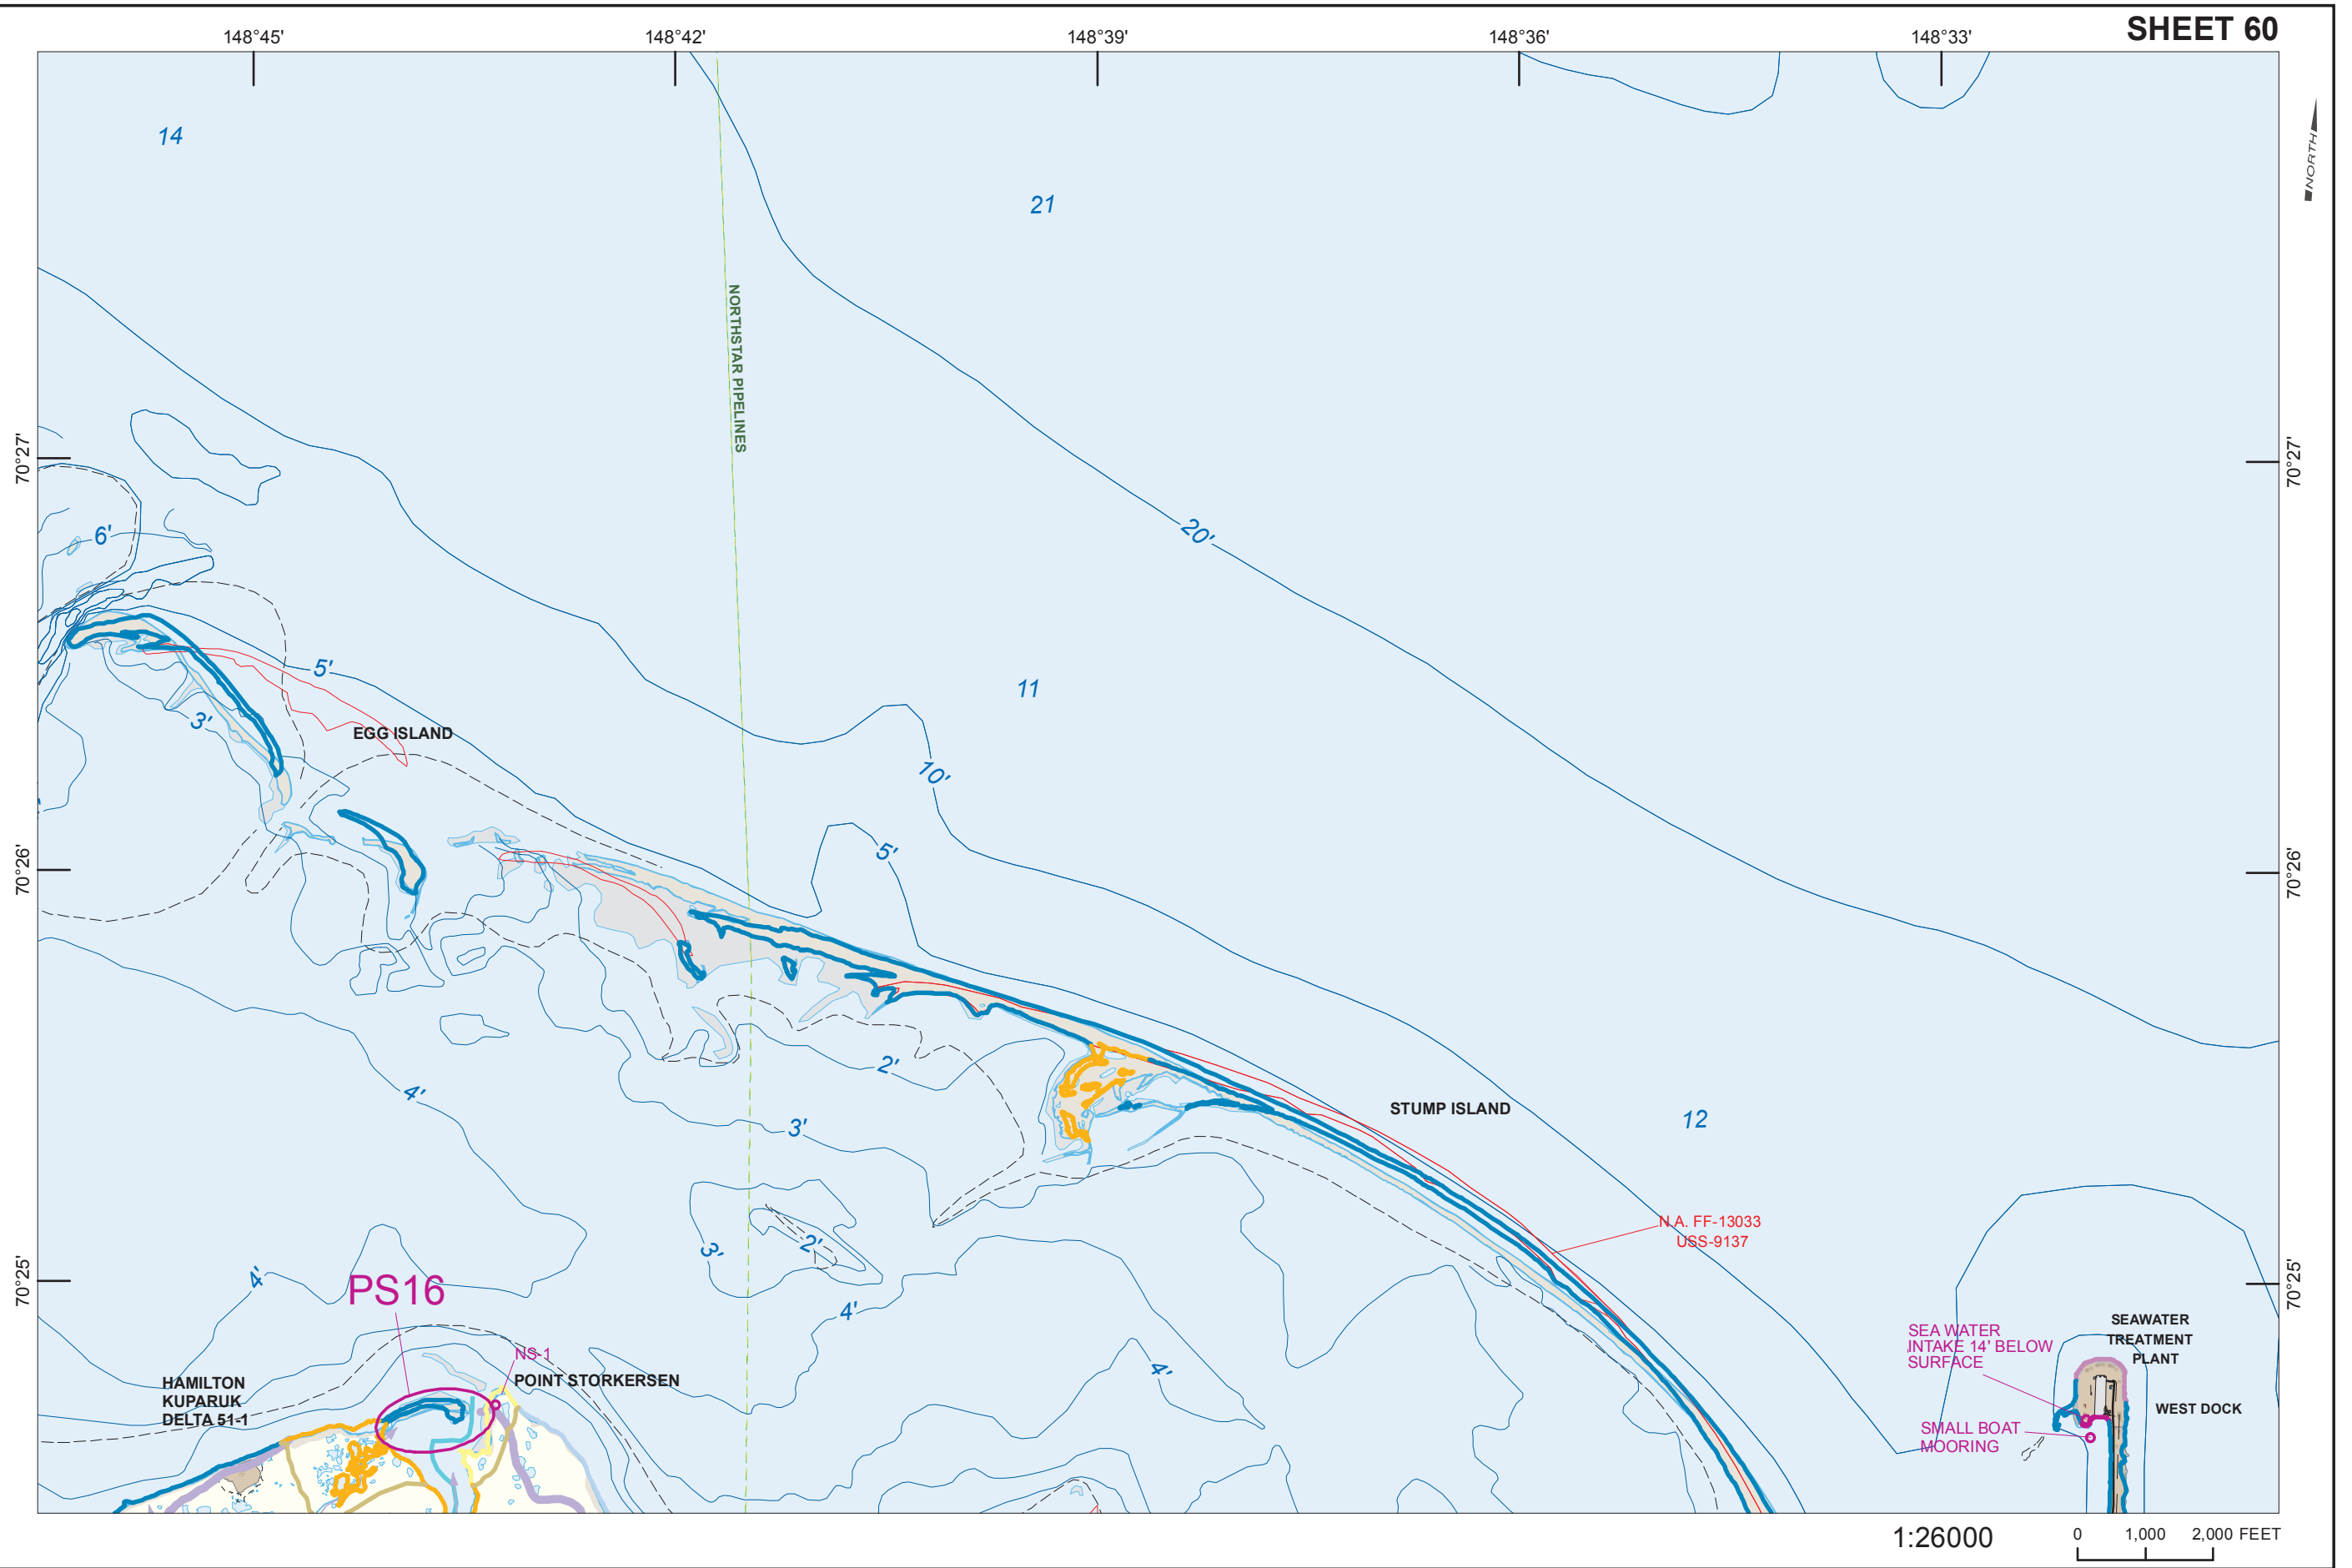 SHEET 60
148°45'
148°42'
148°39'
148°36'
148°33'
NORTH
14
21
NORTHSTAR PIPELINES
70°27'
70°27'
6'
20'
5'
11
3'
EGG ISLAND
10'
5'
70°26'
70°26'
2'
4'
3'
STUMP ISLAND
12
N.A. FF-13033
USS-9137
3'
2'
4'
70°25'
70°25'
PS16
4'
SEAWATER
TREATMENT
PLANT
SEA WATER
INTAKE 14' BELOW
SURFACE
NS-1
POINT STORKERSEN
4'
HAMILTON
KUPARUK
DELTA 51-1
WEST DOCK
SMALL BOAT
MOORING
1:26000
0 1,000 2,000 FEET